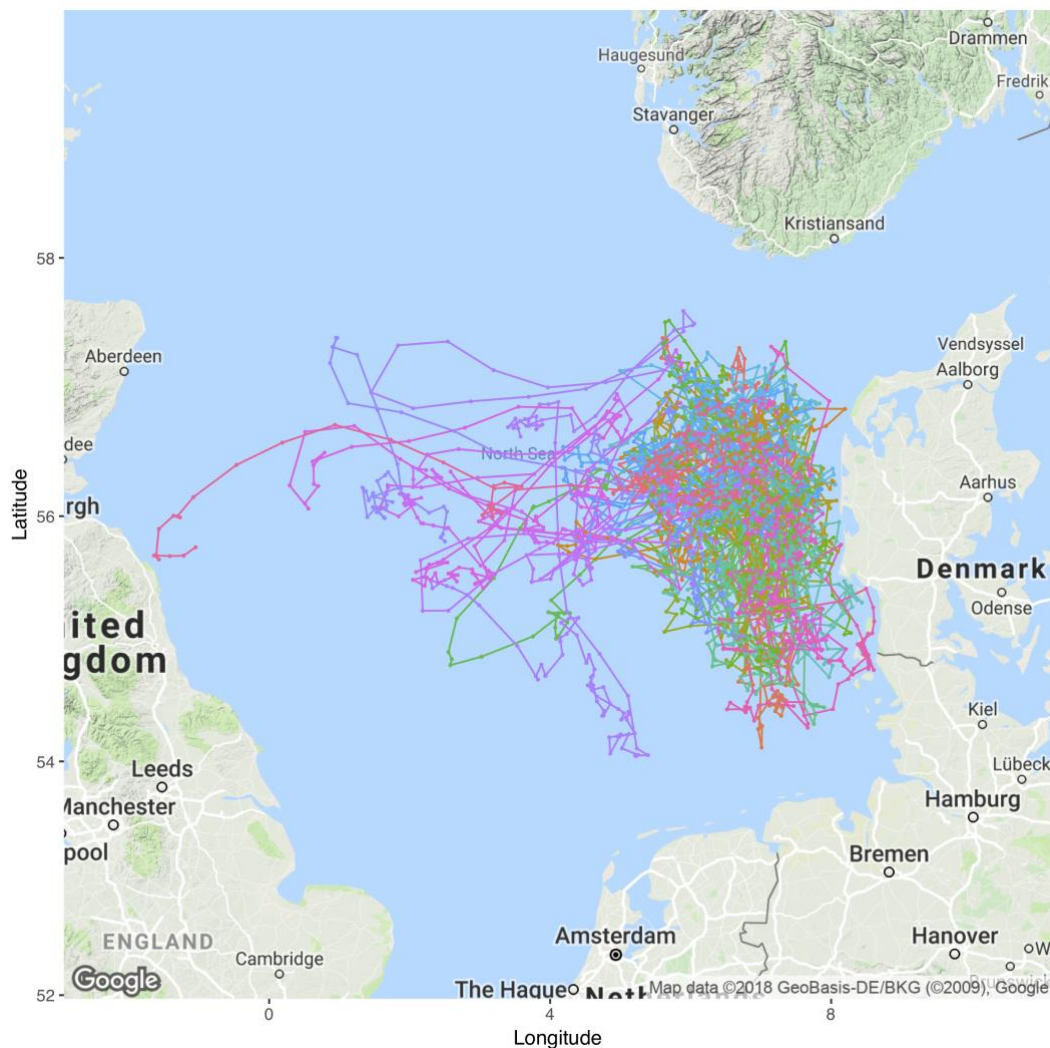 Drammen
Haugesund
Fredrik
Stavanger
Kristiansand
58
Vendsyssel
Aberdeen
Aalborg
North Sea
dee
Aarhus
rgh
56
Latitude
Denmark
Odense
ited
gdom
Kiel
54
Leeds
Lübeck
Manchester
Hamburg
pool
Bremen
Amsterdam
Hanover
ENGLAND
W
Cambridge
Brunswick
Google
The Hague
Netherlands
Map data ©2018 GeoBasis-DE/BKG (©2009), Google
52
0
4
8
Longitude